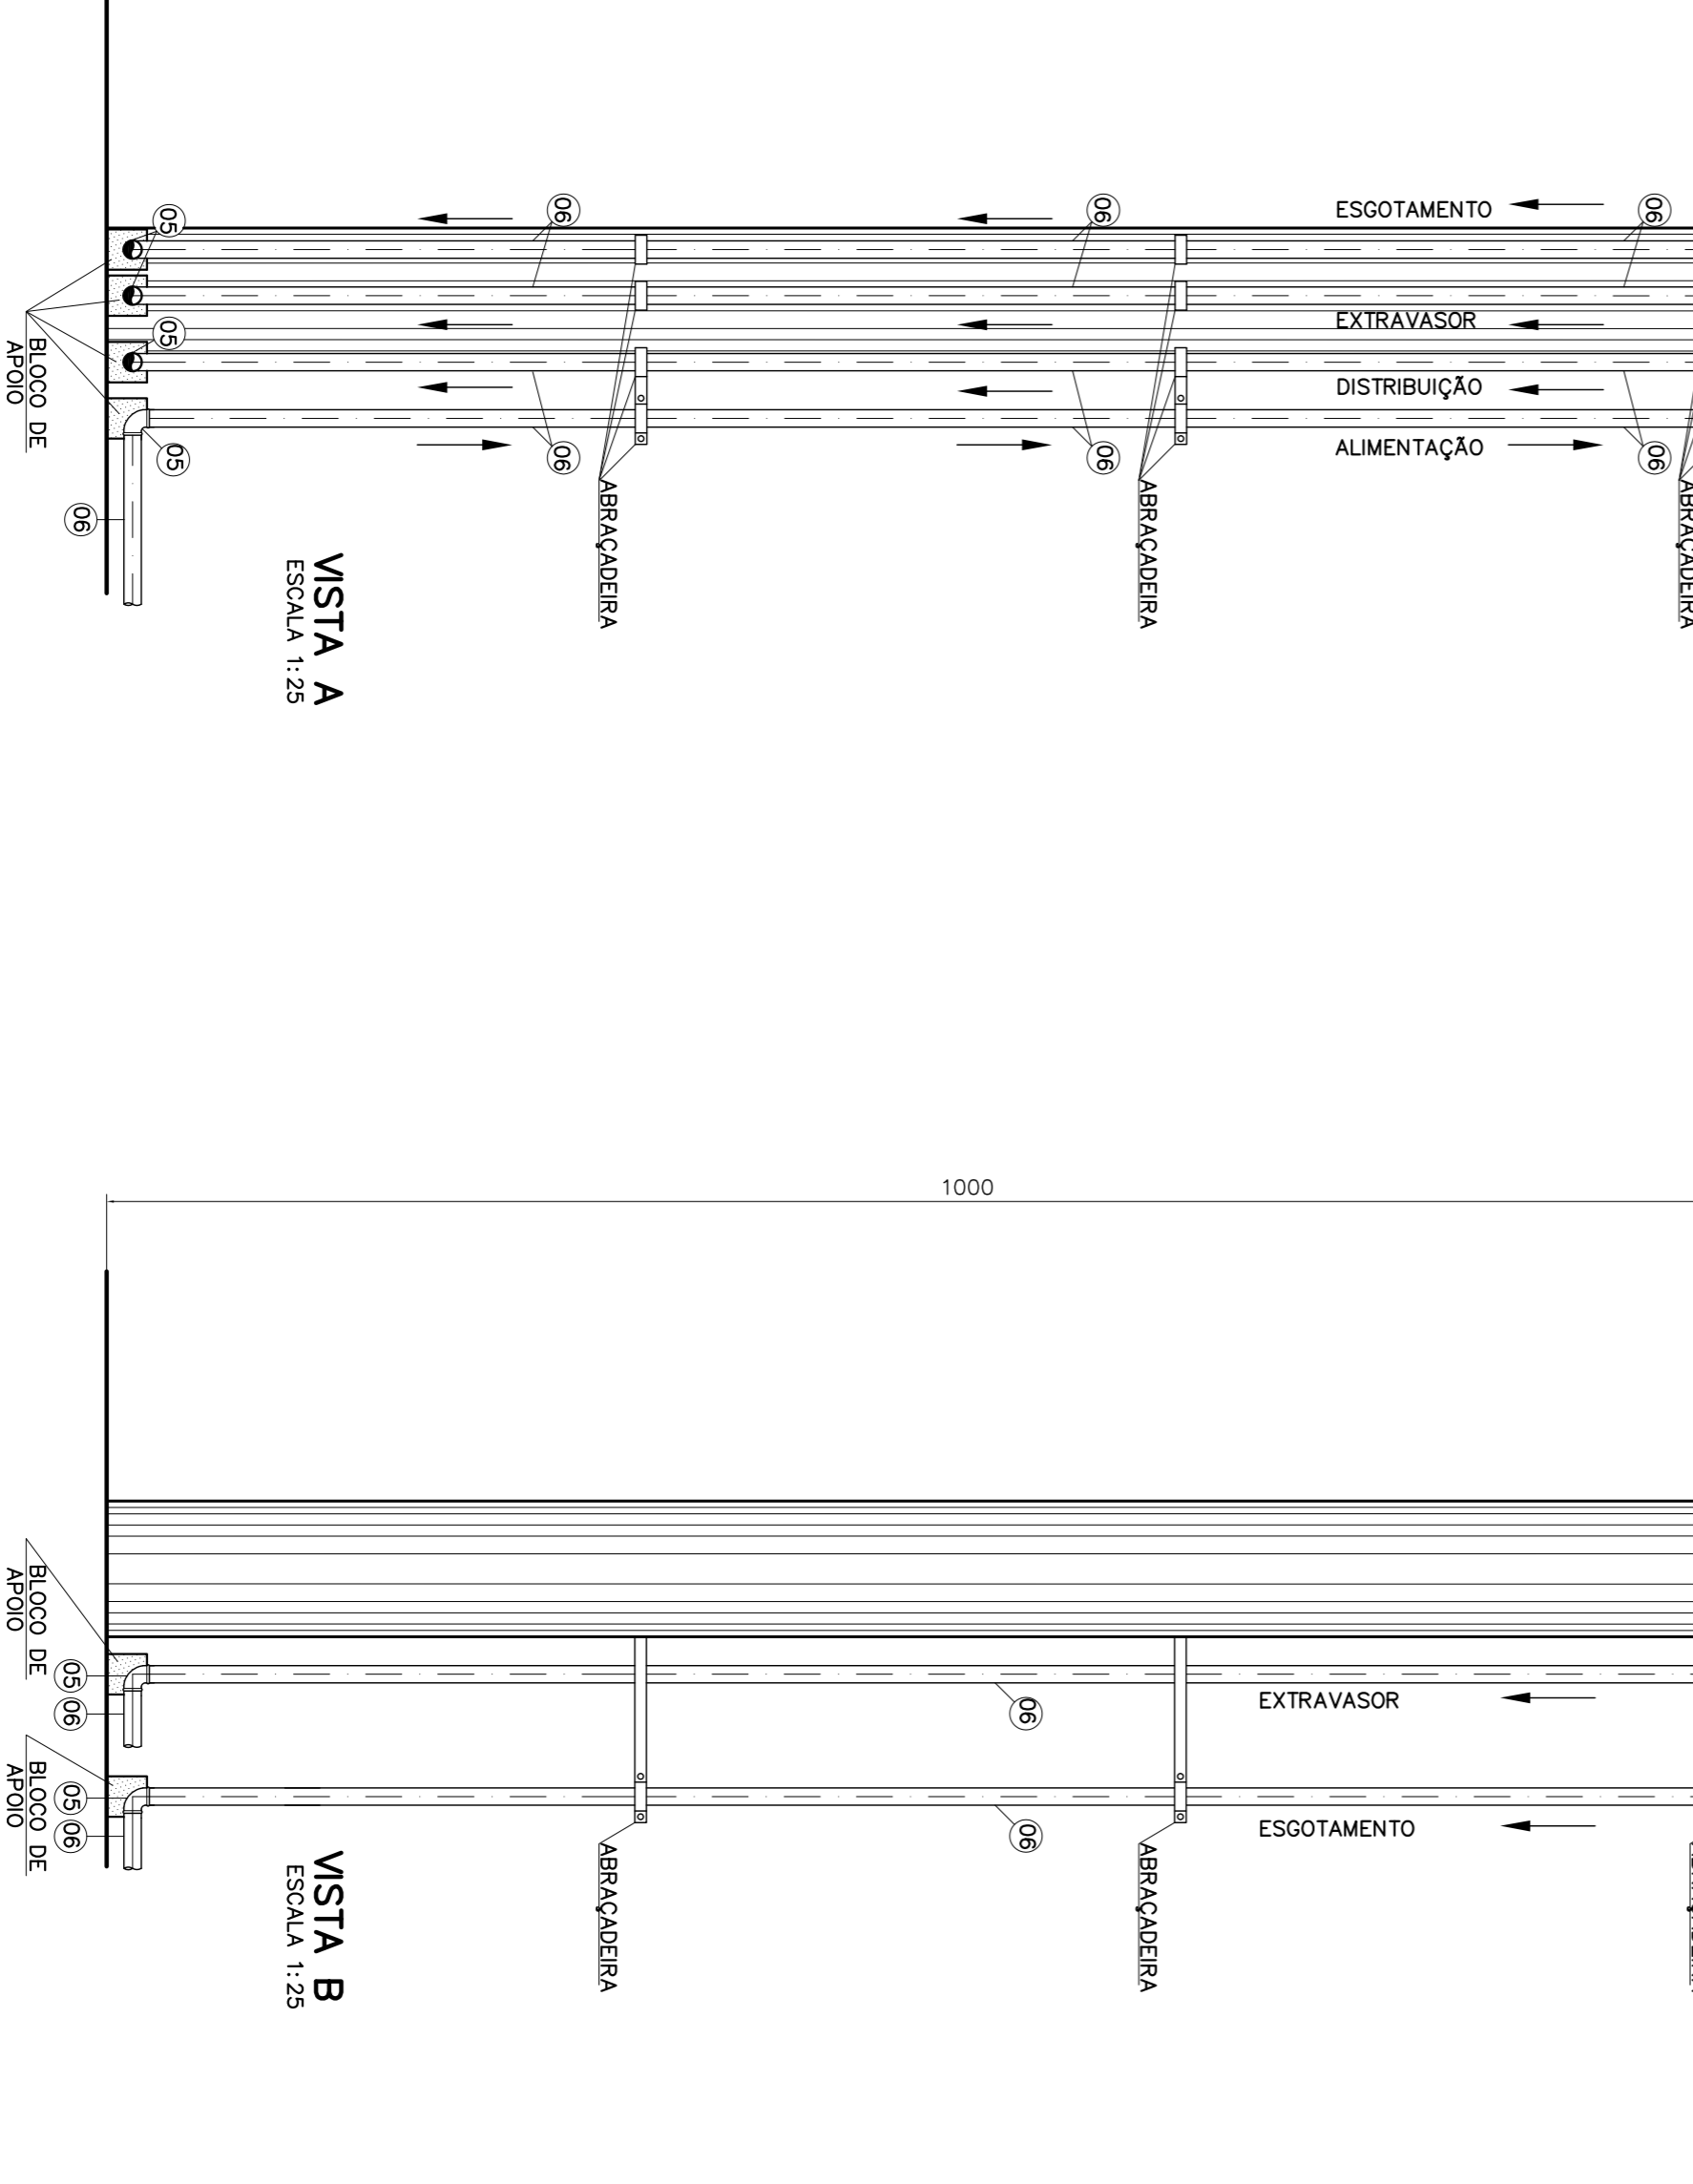 ESGOTAMENTO
06
06
06
05
EXTRAVASOR
05
DISTRIBUIÇÃO
ALIMENTAÇÃO
BLOCO DE
APOIO
05
06
06
06
06
ABRAÇADEIRA
ABRAÇADEIRA
ABRAÇADEIRA
VISTA A
ESCALA 1:25
1000
BLOCO DE
APOIO
05
06
EXTRAVASOR
06
BLOCO DE
APOIO
05
06
ESGOTAMENTO
06
ABRAÇADEIRA
ABRAÇADEIRA
VISTA B
ESCALA 1:25